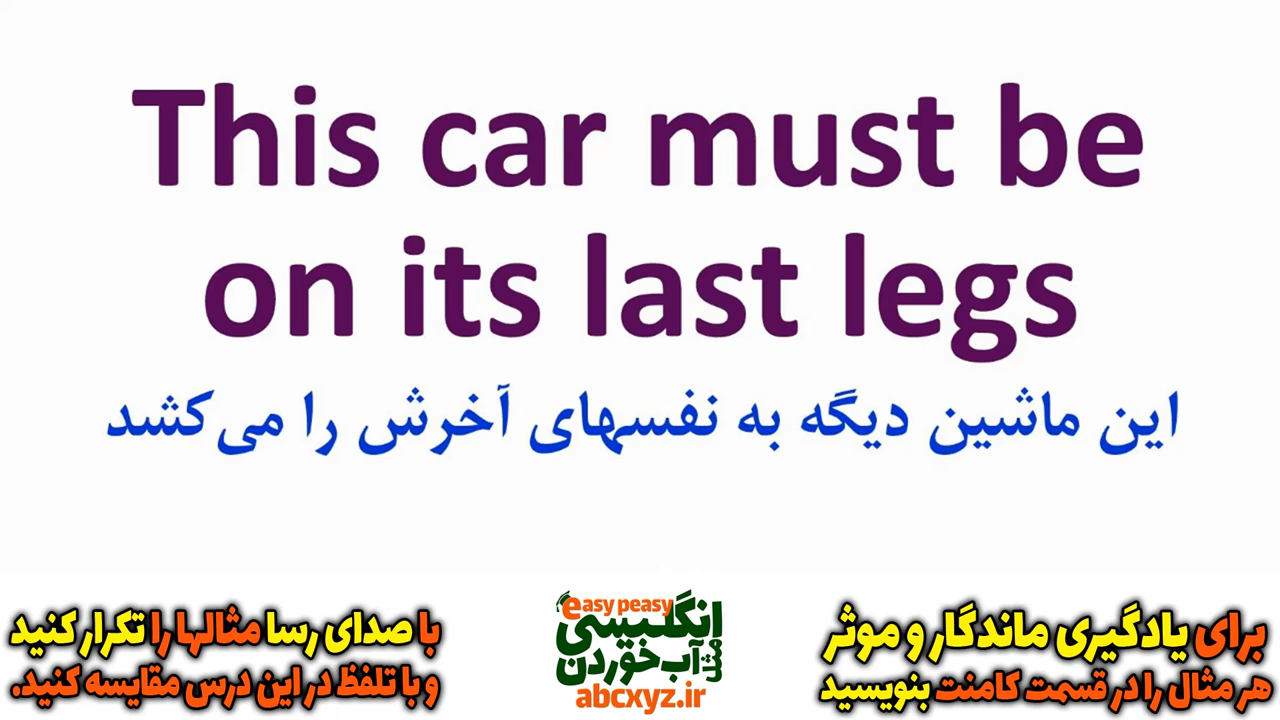 This car must be
on its last legs
این ماشین دیگه به نفسهای آخرش را می‌کشد
برای یادگیری ماندگار و موثر
هر مثال را در قسمت کامنت بنویسید
easy peasy
انگلیسی
مثل
آب خوردن
abcxyz.ir
با صدای رسا مثالها را تکرار کنید
و با تلفظ در این درس مقایسه کنید.